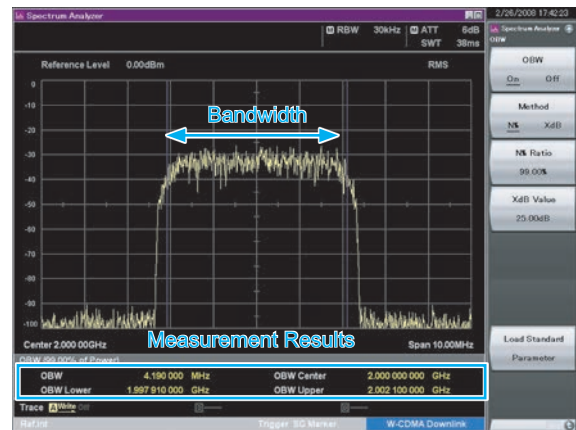 Spectrum Analyzer
2/26/2008 17:42:23
RBW 30kHz
ATT 6dB
SWT 38ms
Spectrum Analyzer
OBW
Reference Level 0.00dBm
RMS
OBW
On Off
Method
N% XdB
N% Ratio
99.00%
XdB Value
25.00dB
Load Standard
Parameter
0
-10
-20
-30
-40
-50
-60
-70
-80
-90
-100
Bandwidth
Measurement Results
Center 2.000 00GHz
Span 10.00MHz
OBW (99.00% of Power)
OBW 4.190 000 MHz
OBW Center 2.000 000 000 GHz
OBW Lower 1.997 910 000 GHz
OBW Upper 2.002 100 000 GHz
Trace A Write Off
Ref.Int
Trigger SG Marker
W-CDMA Downlink